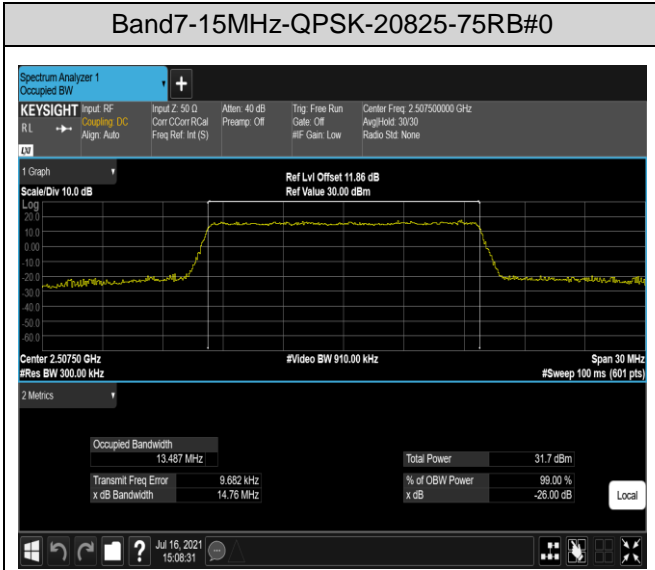 Band7-15MHz-QPSK-20825-75RB#0
Spectrum Analyzer 1
Occupied BW
+
KEYSIGHT
R L
LXI
Input: RF
Coupling: DC
Align: Auto
Input Z: 50 Ω
Corr CCorr RCal
Freq Ref: Int (S)
Atten: 40 dB
Preamp: Off
Trig: Free Run
Gate: Off
#IF Gain: Low
Center Freq: 2.507500000 GHz
Avg|Hold: 30/30
Radio Std: None
1 Graph
Scale/Div 10.0 dB
Ref Lvl Offset 11.86 dB
Ref Value 30.00 dBm
Log
20.0
10.0
0.00
-10.0
-20.0
-30.0
-40.0
-50.0
-60.0
Center 2.50750 GHz
#Video BW 910.00 kHz
Span 30 MHz
#Res BW 300.00 kHz
#Sweep 100 ms (601 pts)
2 Metrics
Occupied Bandwidth
13.487 MHz
Total Power 31.7 dBm
Transmit Freq Error 9.682 kHz
% of OBW Power 99.00 %
x dB Bandwidth 14.76 MHz
x dB -26.00 dB
Local
?
Jul 16, 2021
15:08:31